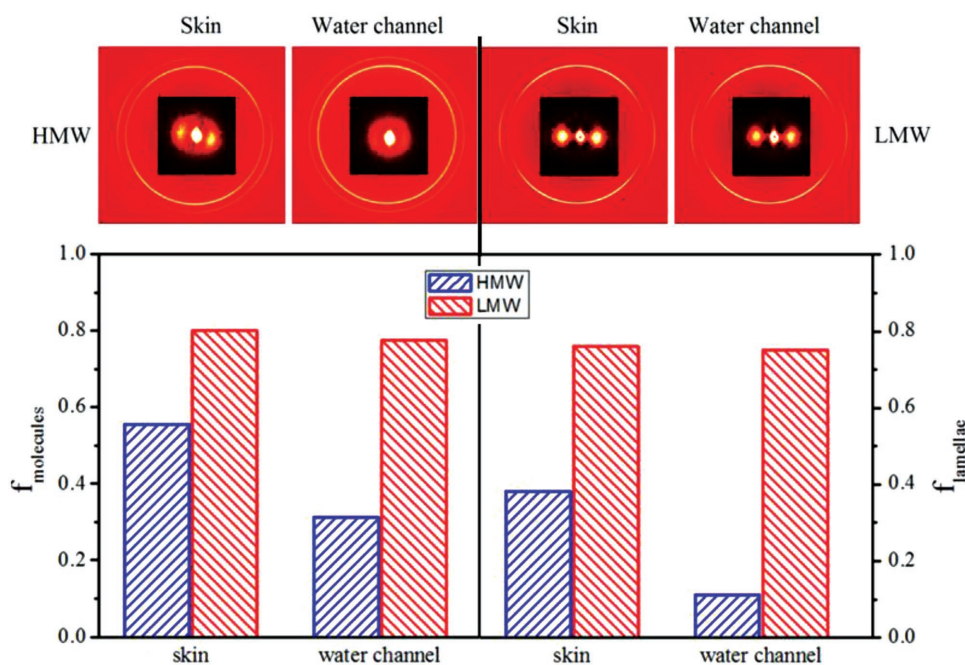 Skin Water channel Skin Water channel
HMW LMW
1.0 1.0
HMW
LMW
0.8 0.8
0.6 0.6
0.4 0.4
0.2 0.2
0.0 0.0
f molecules
f lamellae
skin water channel skin water channel